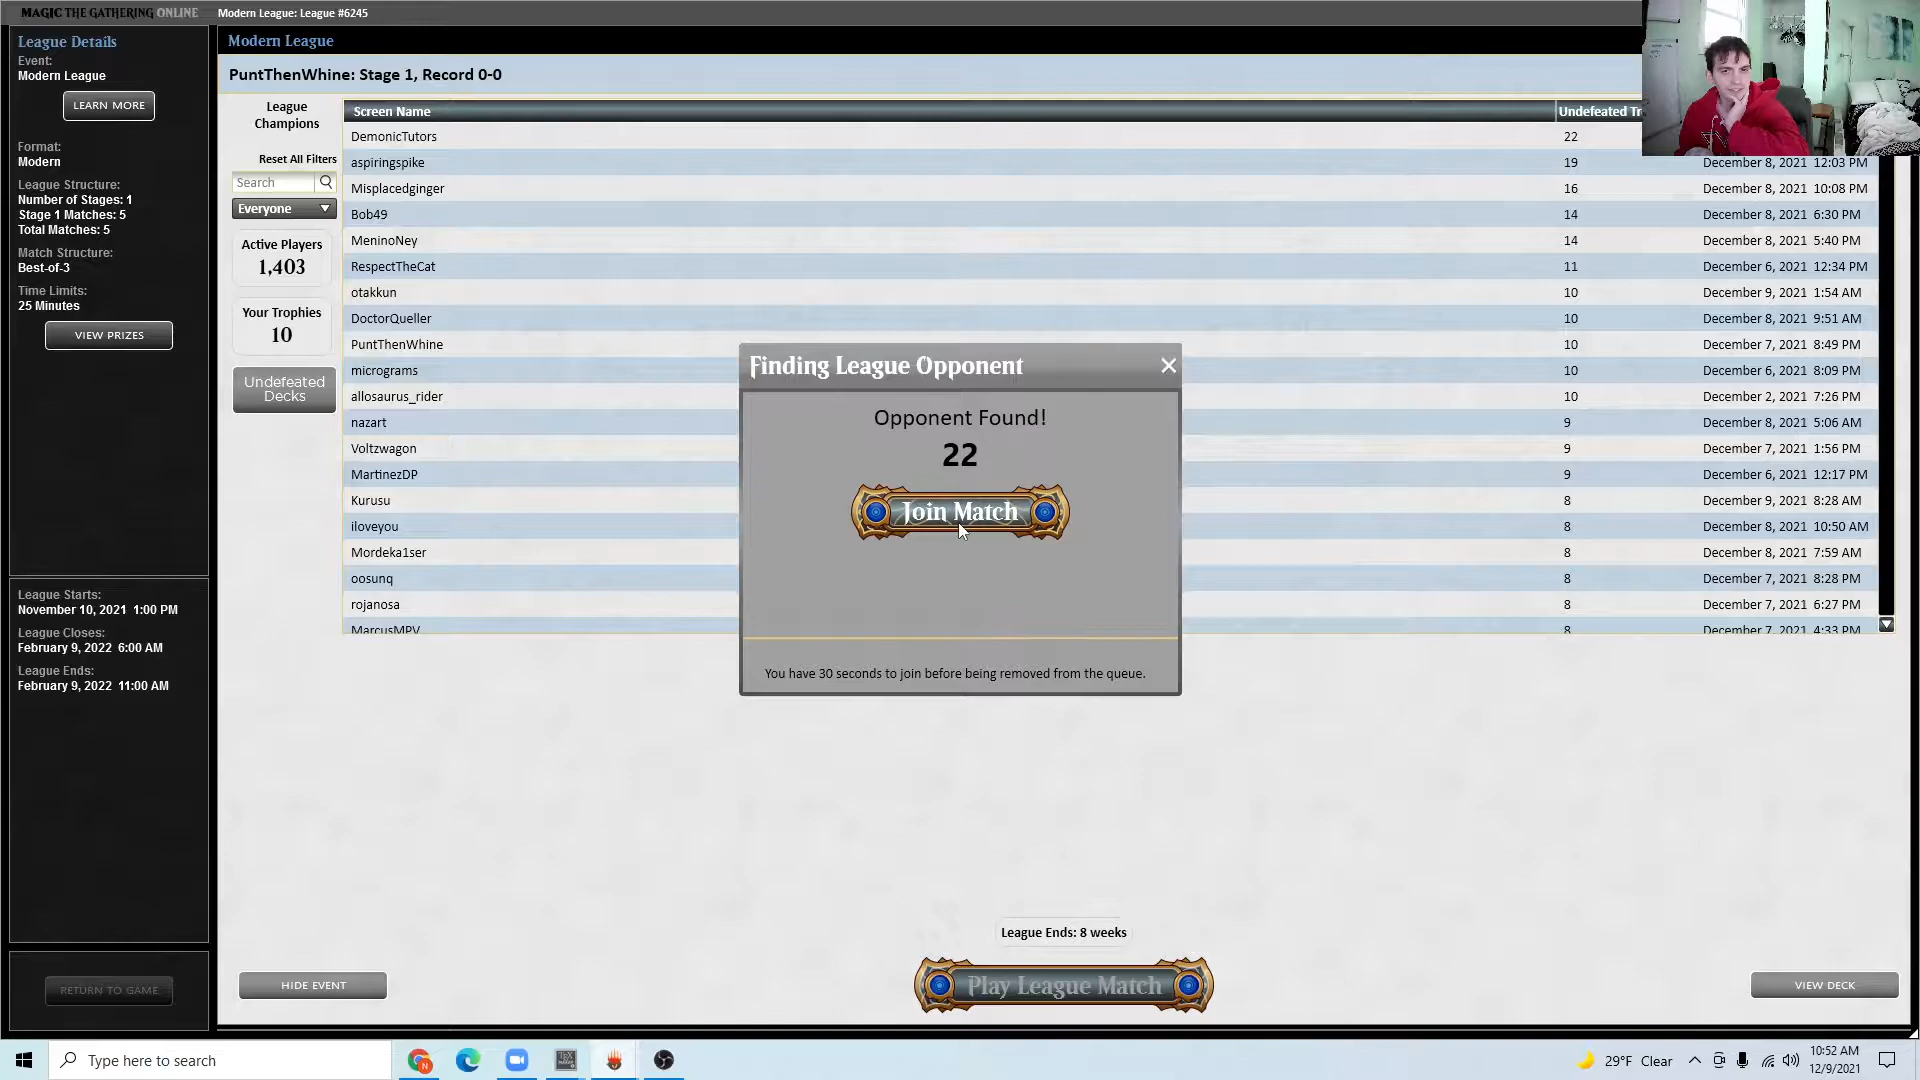 MAGIC THE GATHERING ONLINE
Modern League: League #6245
League Details
Event:
Modern League
LEARN MORE
Format:
Modern
League Structure:
Number of Stages: 1
Stage 1 Matches: 5
Total Matches: 5
Match Structure:
Best-of-3
Time Limits:
25 Minutes
VIEW PRIZES
League Starts:
November 10, 2021 1:00 PM
League Closes:
February 9, 2022 6:00 AM
League Ends:
February 9, 2022 11:00 AM
RETURN TO GAME
Modern League
PuntThenWhine: Stage 1, Record 0-0
League
Champions
Reset All Filters
Search
Everyone
Active Players
1,403
Your Trophies
10
Undefeated
Decks
Screen Name Undefeated Tr
DemonicTutors 22
aspiringspike 19 December 8, 2021 12:03 PM
Misplacedginger 16 December 8, 2021 10:08 PM
Bob49 14 December 8, 2021 6:30 PM
MeninoNey 14 December 8, 2021 5:40 PM
RespectTheCat 11 December 6, 2021 12:34 PM
otakkun 10 December 9, 2021 1:54 AM
DoctorQueller 10 December 8, 2021 9:51 AM
PuntThenWhine 10 December 7, 2021 8:49 PM
micrograms 10 December 6, 2021 8:09 PM
allosaurus_rider 10 December 2, 2021 7:26 PM
nazart 9 December 8, 2021 5:06 AM
Voltzwagon 9 December 7, 2021 1:56 PM
MartinezDP 9 December 6, 2021 12:17 PM
Kurusu 8 December 9, 2021 8:28 AM
iloveyou 8 December 8, 2021 10:50 AM
Mordeka1ser 8 December 8, 2021 7:59 AM
oosunq 8 December 7, 2021 8:28 PM
rojanosa 8 December 7, 2021 6:27 PM
MarcusMPV 8 December 7, 2021 4:33 PM
Finding League Opponent
Opponent Found!
22
Join Match
You have 30 seconds to join before being removed from the queue.
League Ends: 8 weeks
HIDE EVENT
Play League Match
VIEW DECK
Type here to search
29°F Clear
10:52 AM
12/9/2021